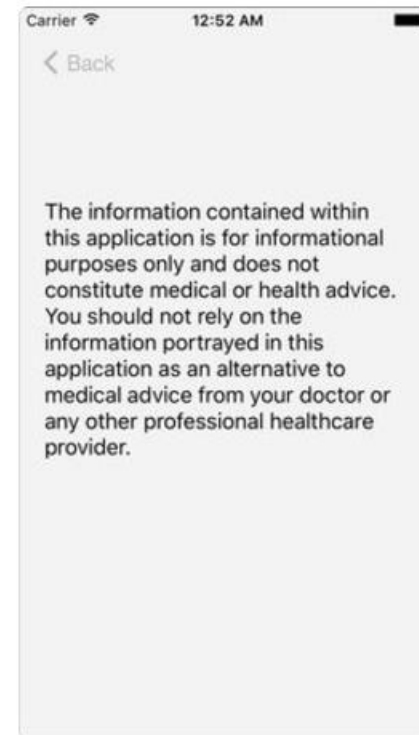 Carrier 12:52 AM
Back
The information contained within
this application is for informational
purposes only and does not
constitute medical or health advice.
You should not rely on the
information portrayed in this
application as an alternative to
medical advice from your doctor or
any other professional healthcare
provider.